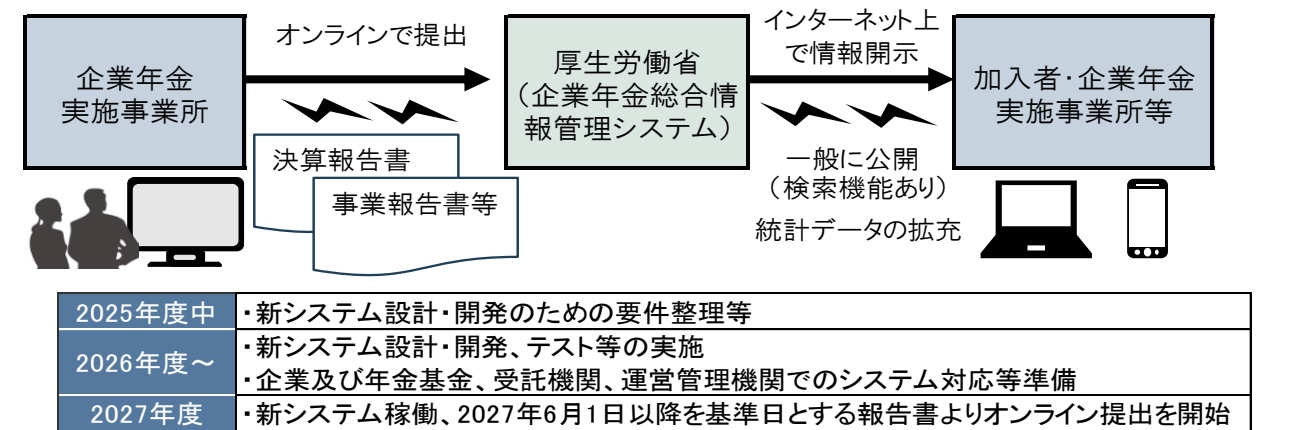 企業年金
実施事業所
オンラインで提出
決算報告書
事業報告書等
厚生労働省
（企業年金総合情
報管理システム）
インターネット上
で情報開示
一般に公開
（検索機能あり）
統計データの拡充
加入者・企業年金
実施事業所等
2025年度中 ・新システム設計・開発のための要件整理等
2026年度～ ・新システム設計・開発、テスト等の実施
・企業及び年金基金、受託機関、運営管理機関でのシステム対応等準備
2027年度 ・新システム稼働、2027年6月1日以降を基準日とする報告書よりオンライン提出を開始